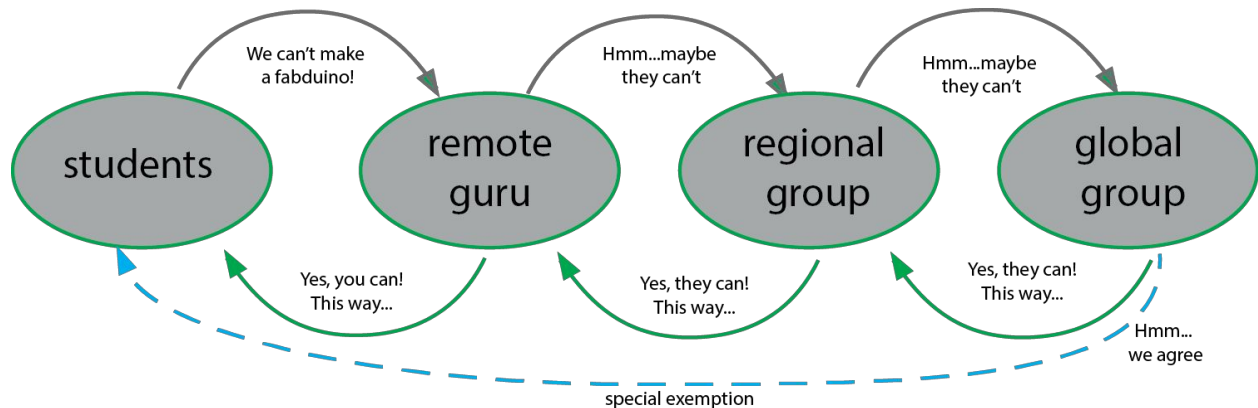 We can't make
a fabduino!
Hmm...maybe
they can't
Hmm...maybe
they can't
students
remote
guru
regional
group
global
group
Yes, you can!
This way...
Yes, they can!
This way...
Yes, they can!
This way...
Hmm...
we agree
special exemption